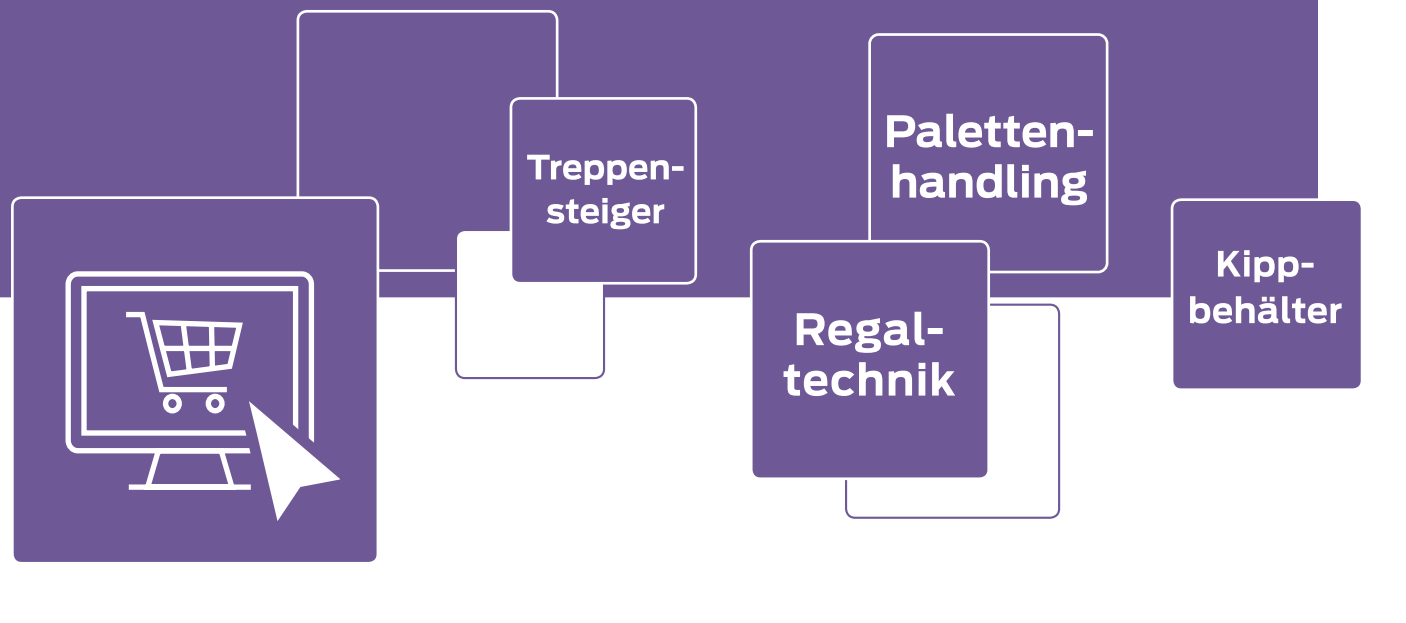 Treppen-
steiger
Paletten-
handling
Regal-
technik
Kipp-
behälter